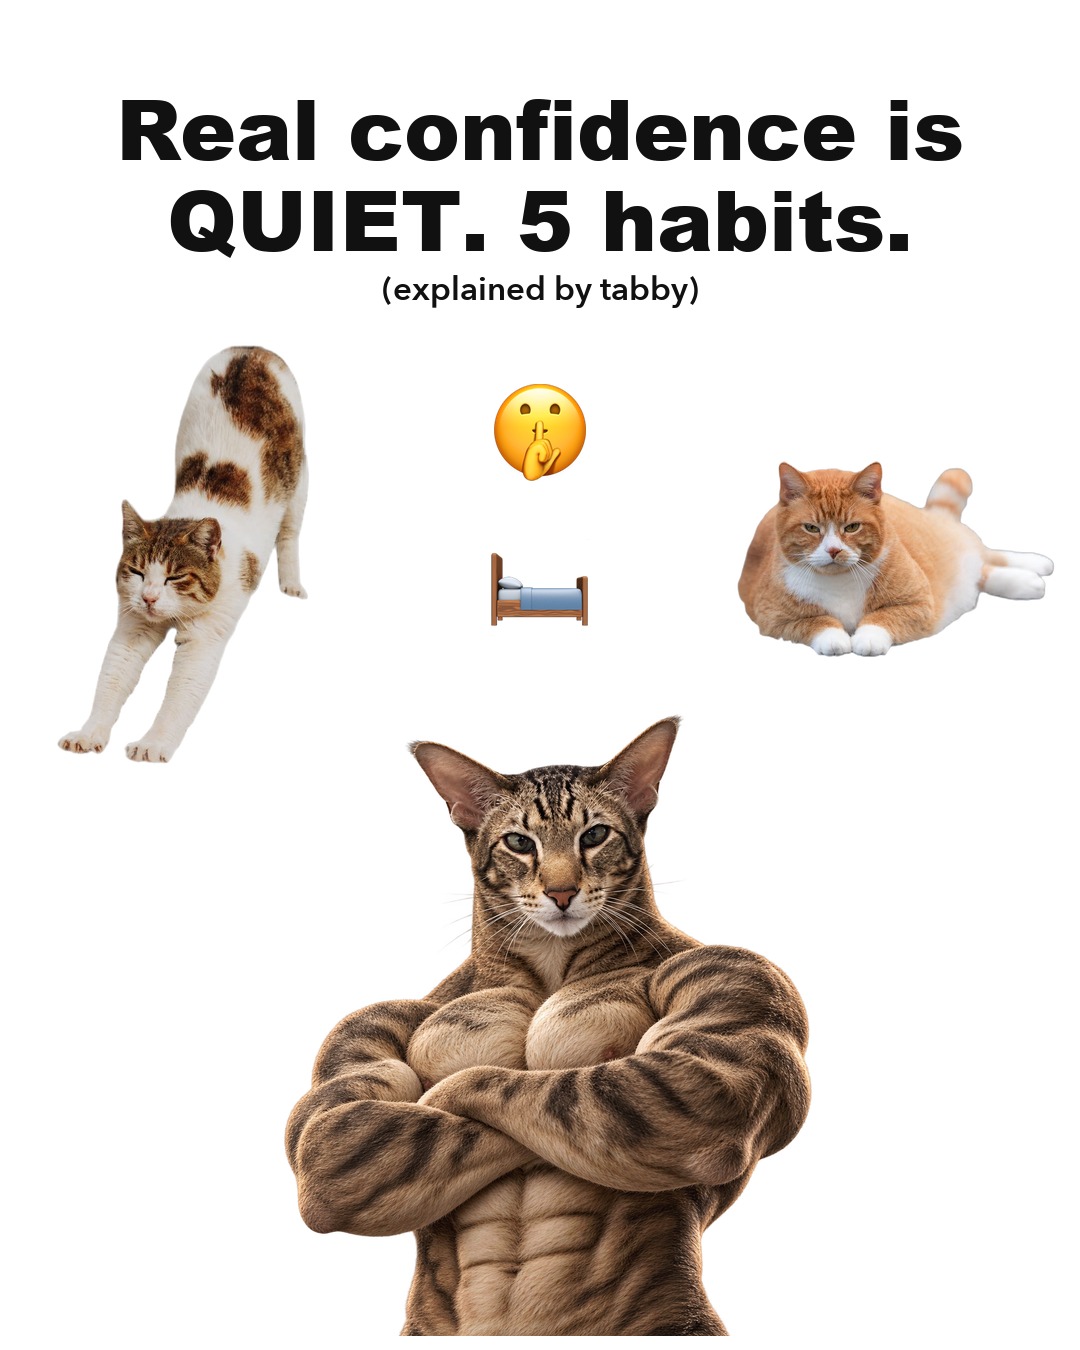 Real confidence is
QUIET. 5 habits.
(explained by tabby)